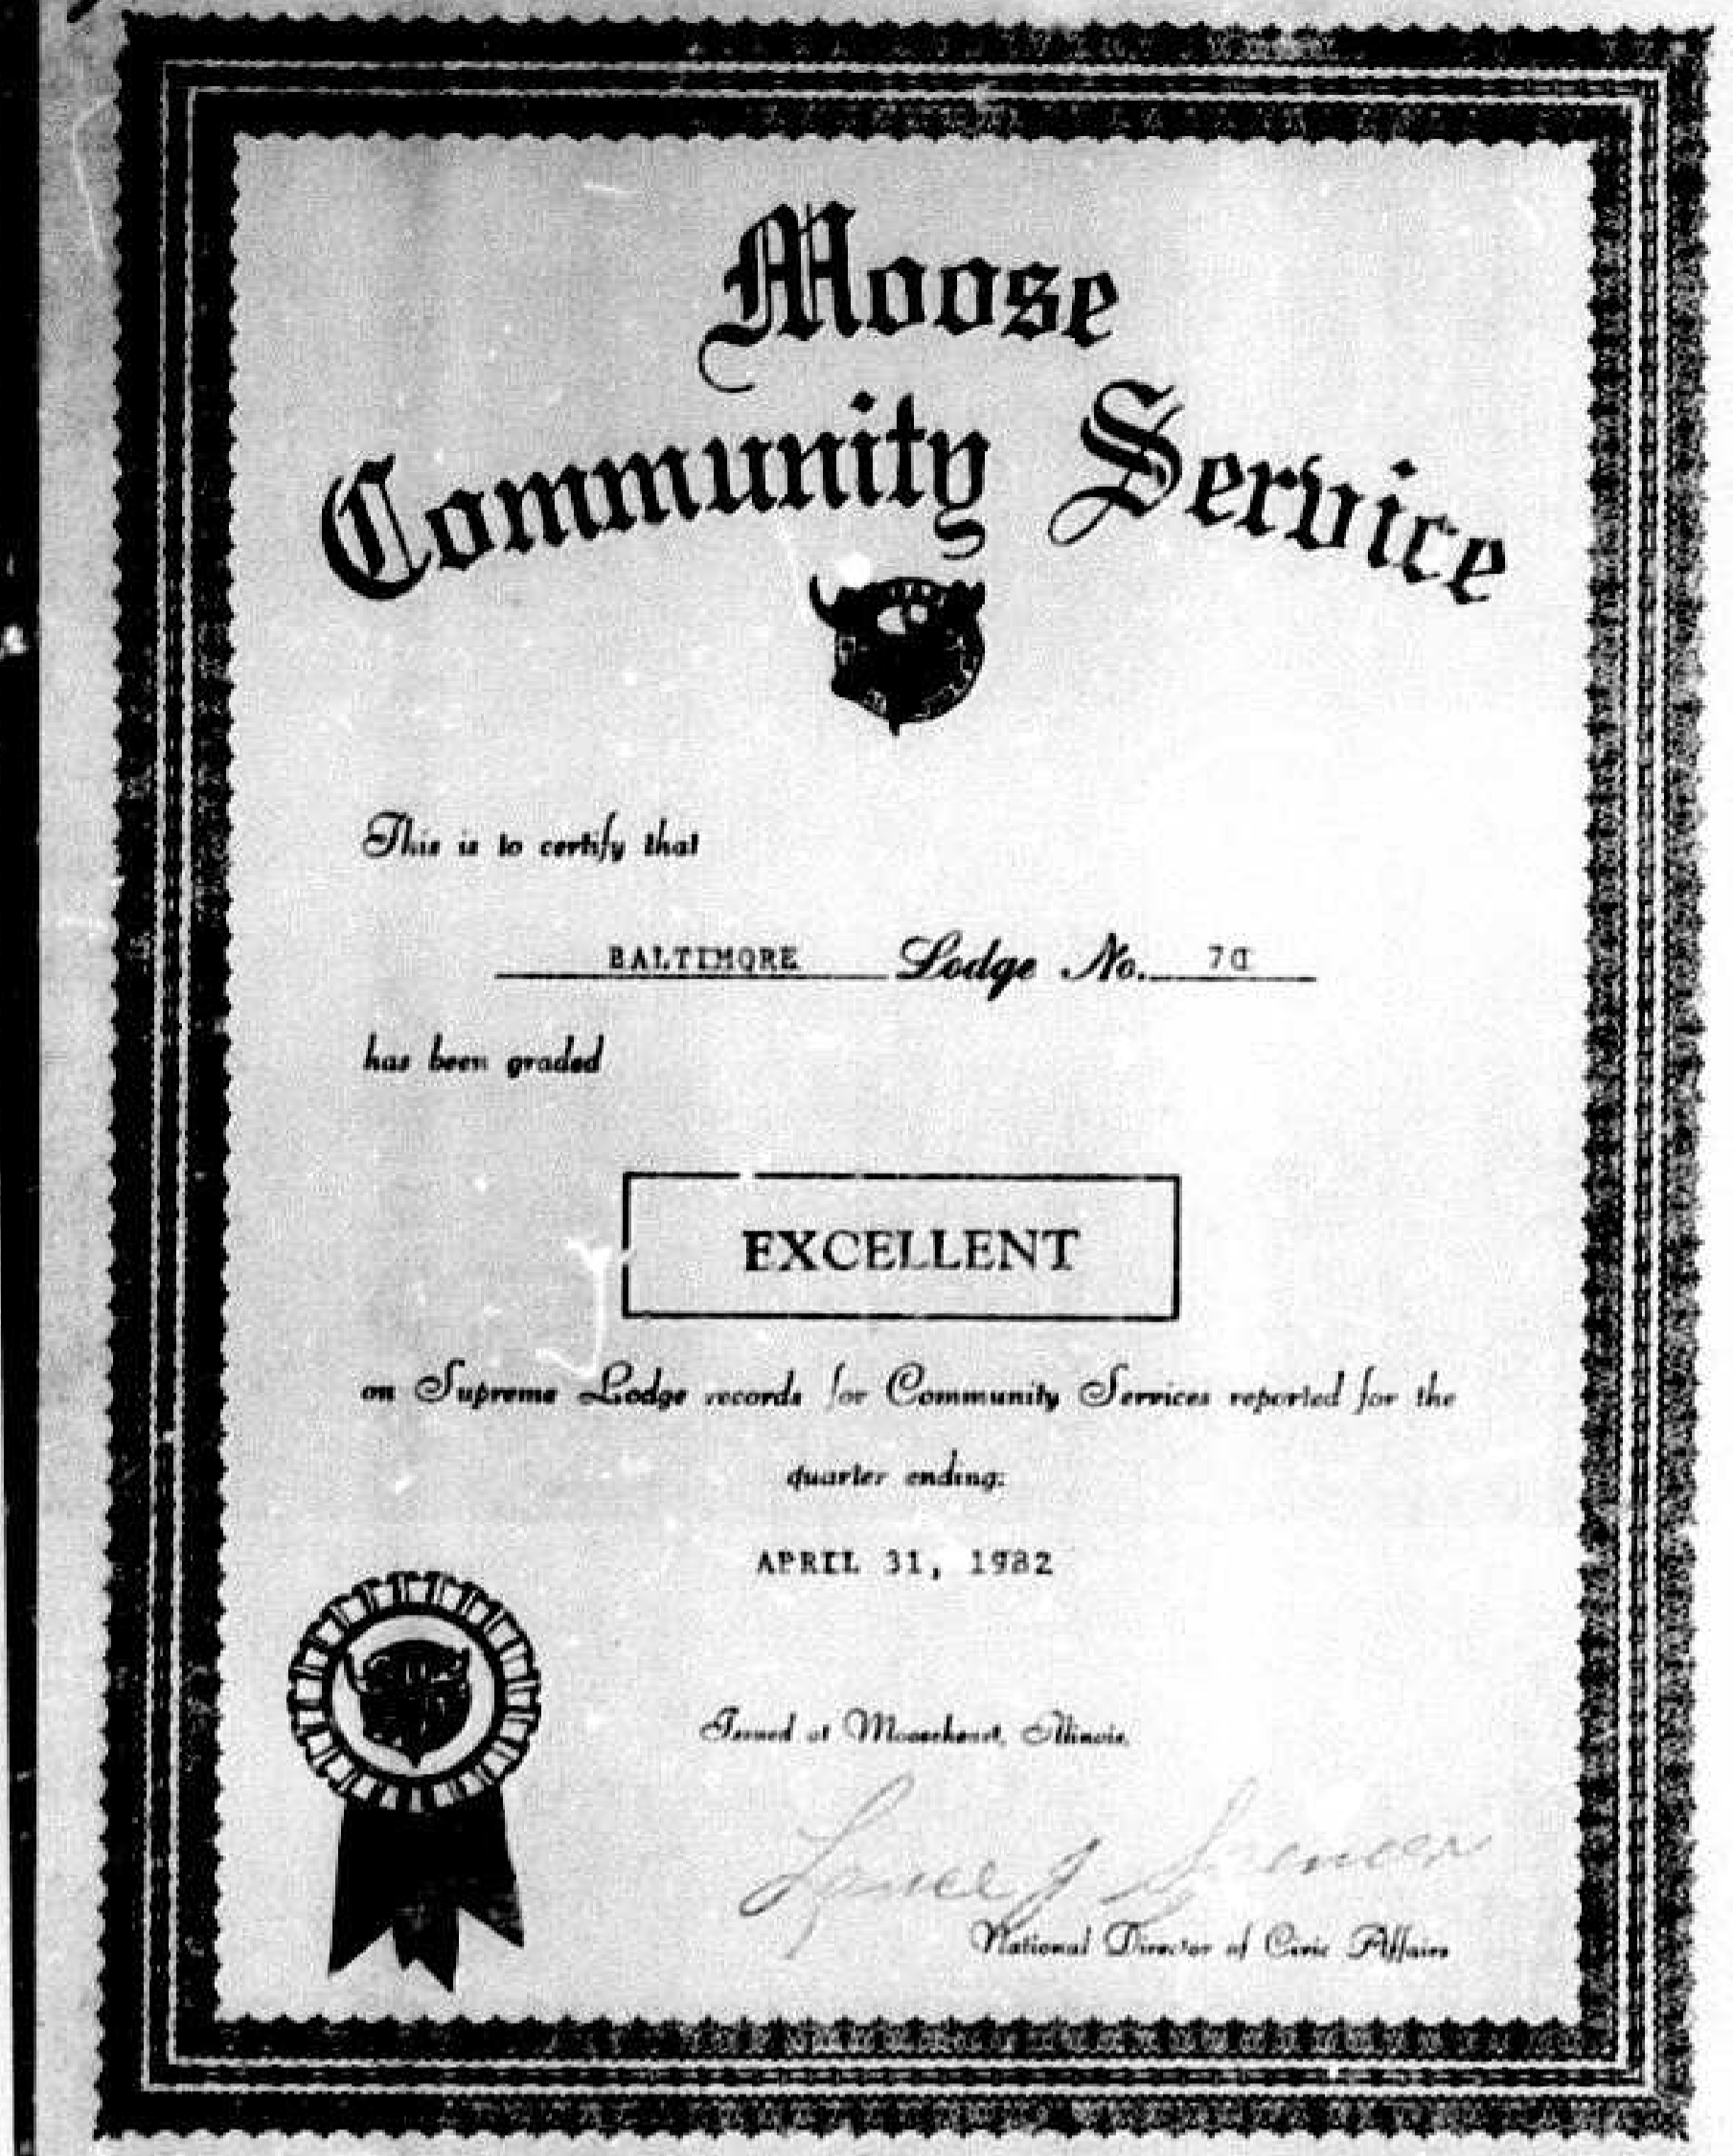 Moose
Community Service
This is to certify that
BALTIMORE Lodge No. 70
has been graded
EXCELLENT
on Supreme Lodge records for Community Services reported for the
quarter ending:
APRIL 31, 1982
Issued at Mooseheart, Illinois.
Lance J Spencer
National Director of Civic Affairs